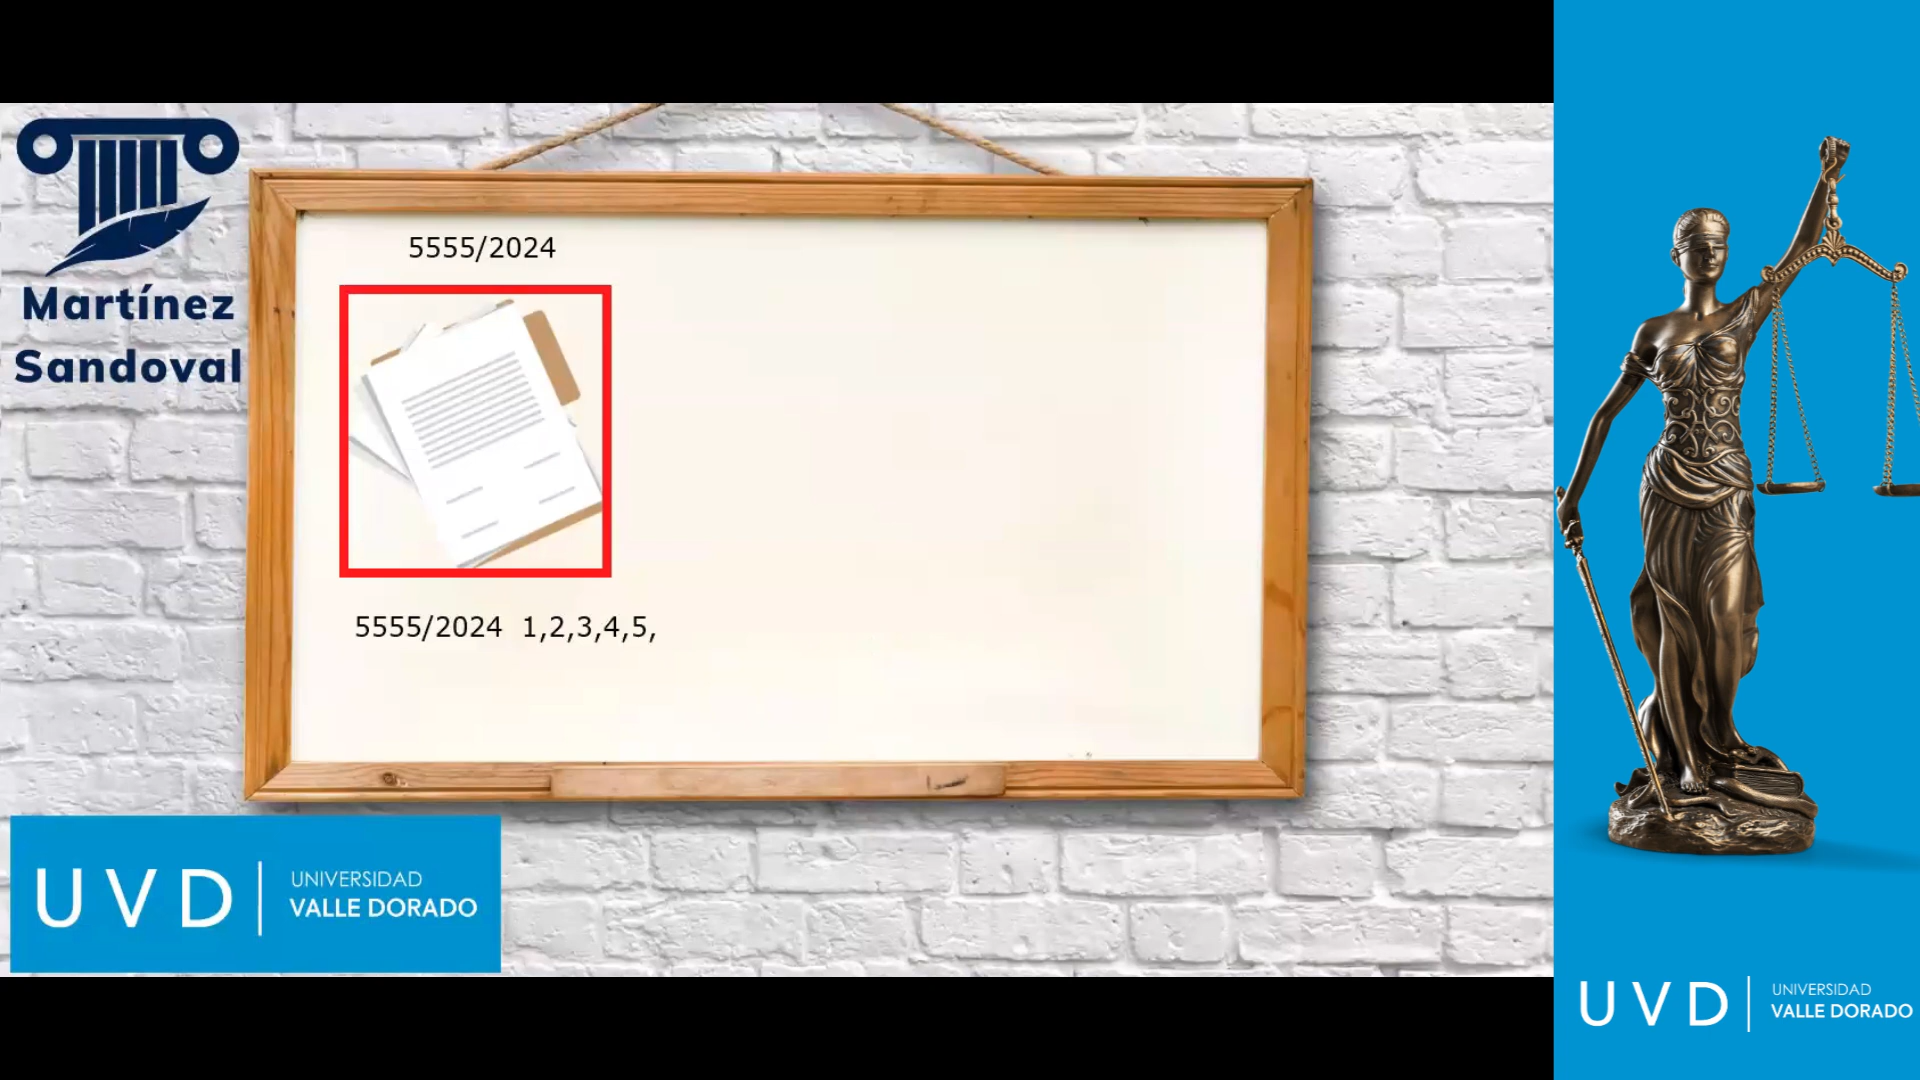 Martínez
Sandoval
5555/2024
5555/2024 1,2,3,4,5,
UVD
UNIVERSIDAD
VALLE DORADO
UVD
UNIVERSIDAD
VALLE DORADO